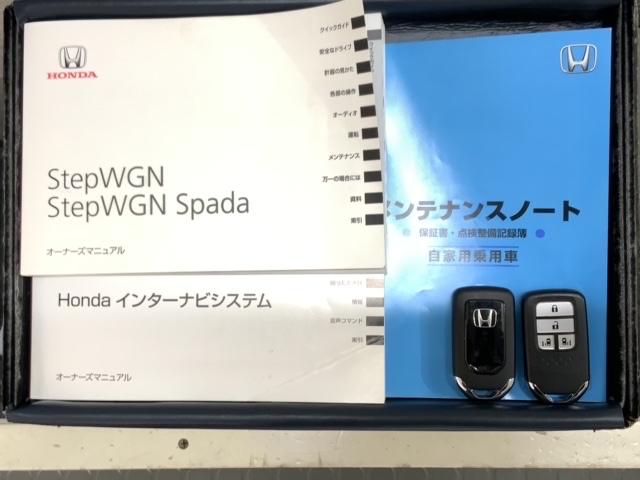 HONDA
StepWGN
StepWGN Spada
オーナーズマニュアル
クイックガイド
安全なドライブ
計器の見かた
各部の操作
オーディオ
運転
メンテナンス
万一の場合には
資料
索引
Honda インターナビシステム
オーナーズマニュアル
情報
音声コマンド
索引
メンテナンスノート
保証書・点検整備記録簿
自家用乗用車